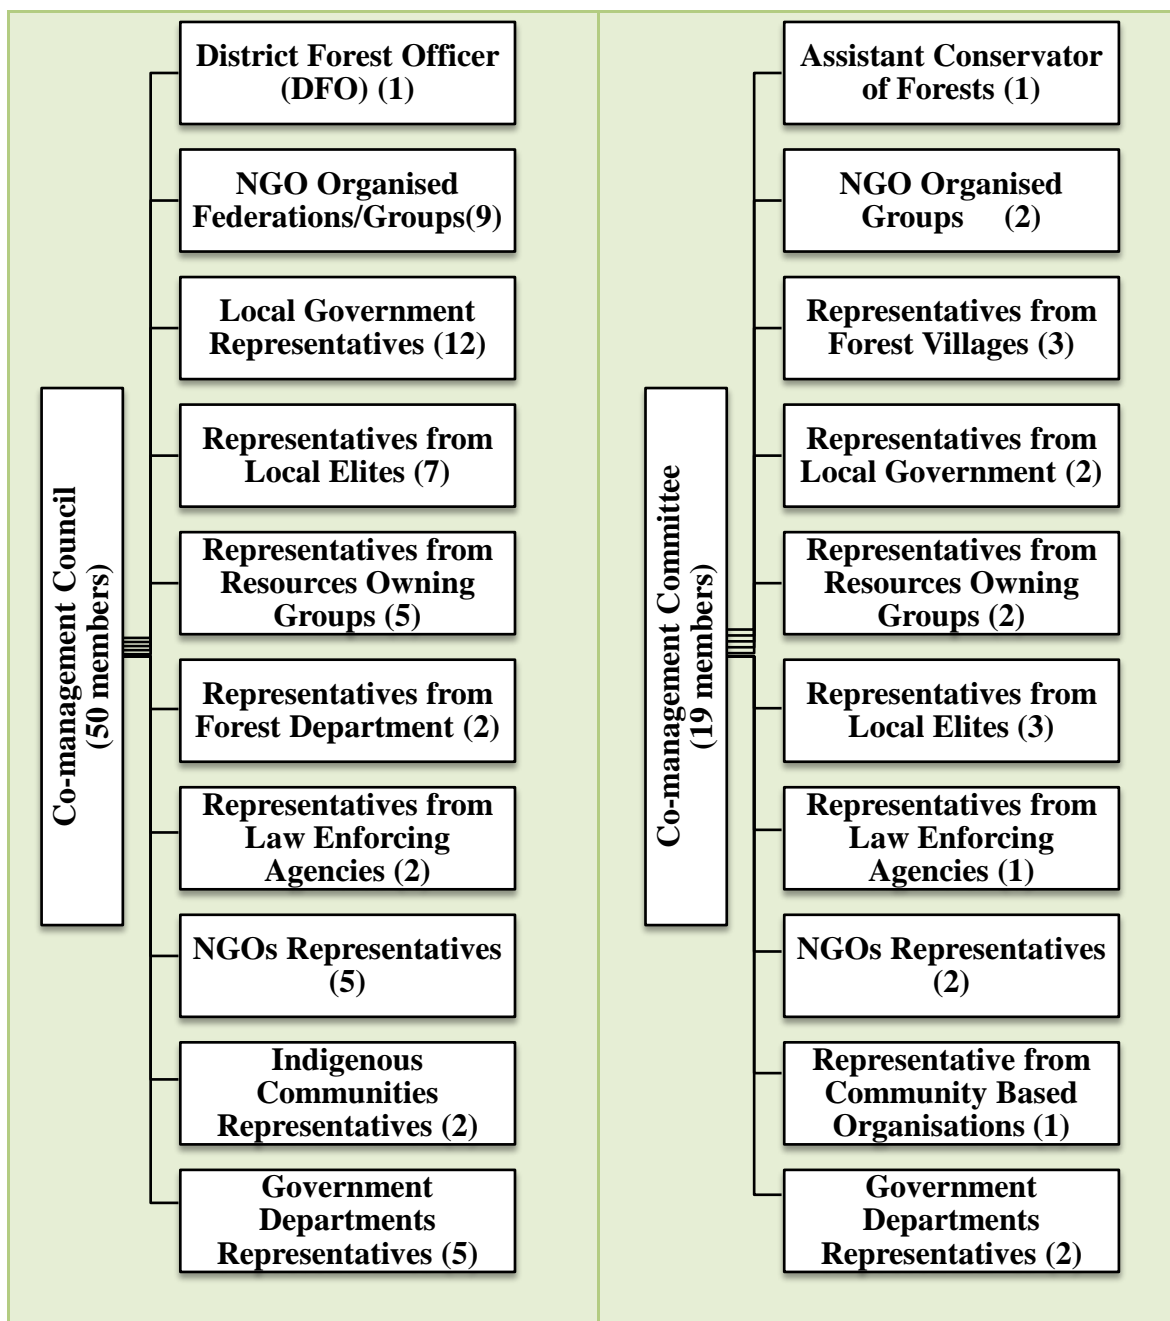 Co-management Council
(50 members)
District Forest Officer
(DFO) (1)
NGO Organised
Federations/Groups(9)
Local Government
Representatives (12)
Representatives from
Local Elites (7)
Representatives from
Resources Owning
Groups (5)
Representatives from
Forest Department (2)
Representatives from
Law Enforcing
Agencies (2)
NGOs Representatives
(5)
Indigenous
Communities
Representatives (2)
Government
Departments
Representatives (5)
Co-management Committee
(19 members)
Assistant Conservator
of Forests (1)
NGO Organised
Groups (2)
Representatives from
Forest Villages (3)
Representatives from
Local Government (2)
Representatives from
Resources Owning
Groups (2)
Representatives from
Local Elites (3)
Representatives from
Law Enforcing
Agencies (1)
NGOs Representatives
(2)
Representative from
Community Based
Organisations (1)
Government
Departments
Representatives (2)